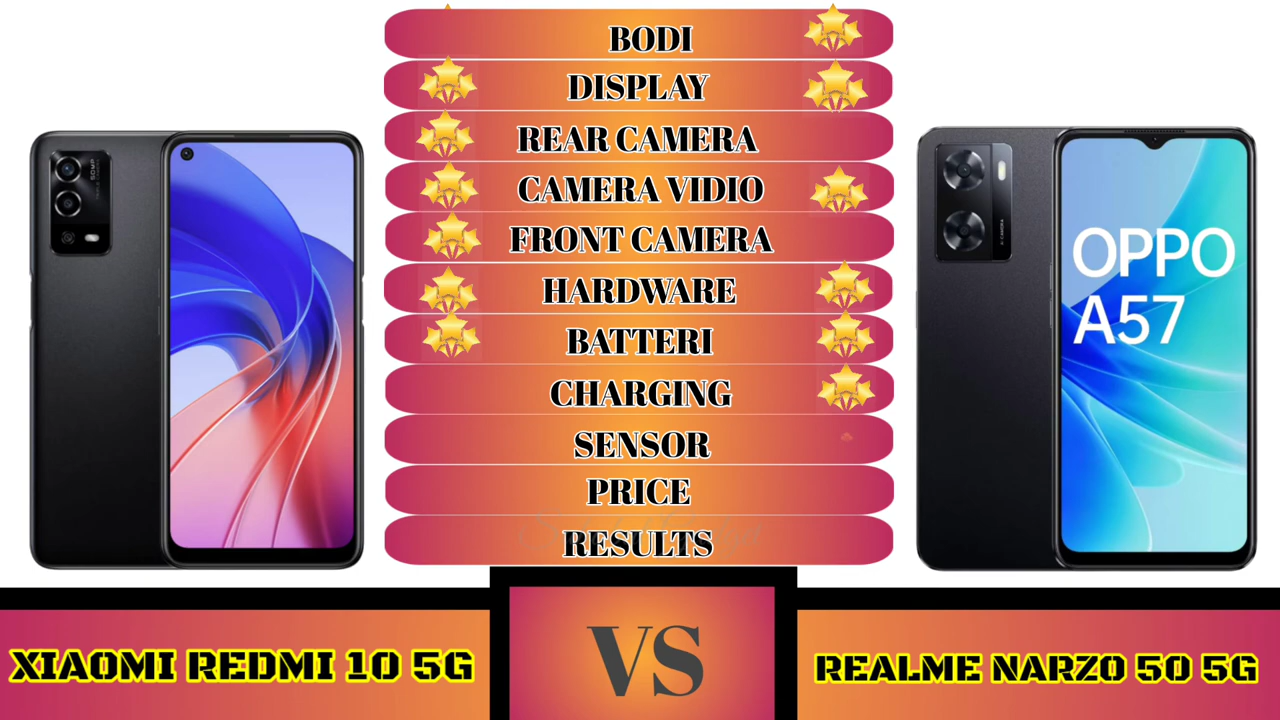 BODI
DISPLAY
REAR CAMERA
CAMERA VIDIO
FRONT CAMERA
HARDWARE
BATTERI
CHARGING
SENSOR
PRICE
RESULTS
50MP
OPPO
A57
XIAOMI REDMI 10 5G
VS
REALME NARZO 50 5G